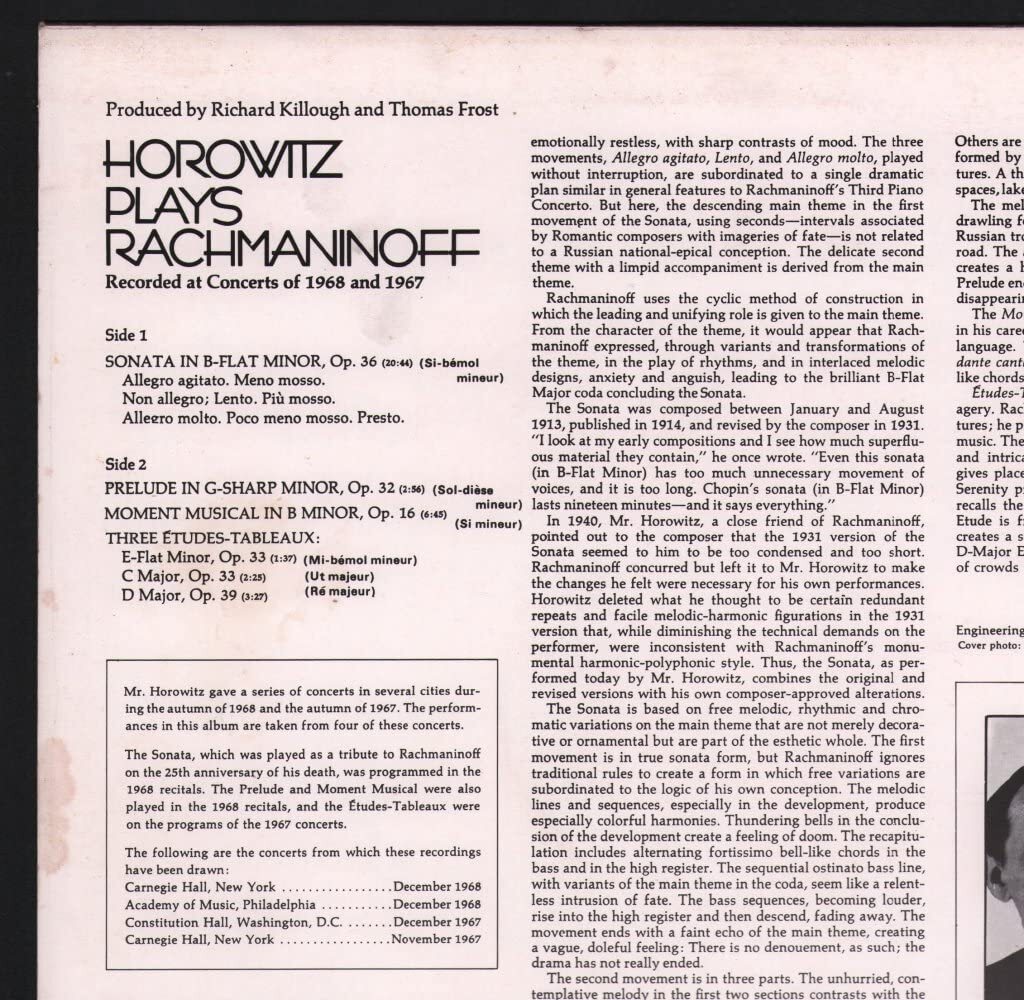 Produced by Richard Killough and Thomas Frost
HOROWITZ
PLAYS
RACHMANINOFF
Recorded at Concerts of 1968 and 1967
Side 1
SONATA IN B-FLAT MINOR, Op. 36 (20:44) (Si-bémol
mineur)
Allegro agitato. Meno mosso.
Non allegro; Lento. Più mosso.
Allegro molto. Poco meno mosso. Presto.
Side 2
PRELUDE IN G-SHARP MINOR, Op. 32 (2:56) (Sol-dièse
mineur)
MOMENT MUSICAL IN B MINOR, Op. 16 (6:45)
(Si mineur)
THREE ÉTUDES-TABLEAUX:
E-Flat Minor, Op. 33 (1:37) (Mi-bémol mineur)
C Major, Op. 33 (2:25) (Ut majeur)
D Major, Op. 39 (3:27) (Ré majeur)
Mr. Horowitz gave a series of concerts in several cities dur-
ing the autumn of 1968 and the autumn of 1967. The perform-
ances in this album are taken from four of these concerts.
The Sonata, which was played as a tribute to Rachmaninoff
on the 25th anniversary of his death, was programmed in the
1968 recitals. The Prelude and Moment Musical were also
played in the 1968 recitals, and the Études-Tableaux were
on the programs of the 1967 concerts.
The following are the concerts from which these recordings
have been drawn:
Carnegie Hall, New York ................December 1968
Academy of Music, Philadelphia ...........December 1968
Constitution Hall, Washington, D.C. ........December 1967
Carnegie Hall, New York ................November 1967
emotionally restless, with sharp contrasts of mood. The three
movements, Allegro agitato, Lento, and Allegro molto, played
without interruption, are subordinated to a single dramatic
plan similar in general features to Rachmaninoff's Third Piano
Concerto. But here, the descending main theme in the first
movement of the Sonata, using seconds—intervals associated
by Romantic composers with imageries of fate—is not related
to a Russian national-epical conception. The delicate second
theme with a limpid accompaniment is derived from the main
theme.
Rachmaninoff uses the cyclic method of construction in
which the leading and unifying role is given to the main theme.
From the character of the theme, it would appear that Rach-
maninoff expressed, through variants and transformations of
the theme, in the play of rhythms, and in interlaced melodic
designs, anxiety and anguish, leading to the brilliant B-Flat
Major coda concluding the Sonata.
The Sonata was composed between January and August
1913, published in 1914, and revised by the composer in 1931.
"I look at my early compositions and I see how much superflu-
ous material they contain," he once wrote. "Even this sonata
(in B-Flat Minor) has too much unnecessary movement of
voices, and it is too long. Chopin's sonata (in B-Flat Minor)
lasts nineteen minutes—and it says everything."
In 1940, Mr. Horowitz, a close friend of Rachmaninoff,
pointed out to the composer that the 1931 version of the
Sonata seemed to him to be too condensed and too short.
Rachmaninoff concurred but left it to Mr. Horowitz to make
the changes he felt were necessary for his own performances.
Horowitz deleted what he thought to be certain redundant
repeats and facile melodic-harmonic figurations in the 1931
version that, while diminishing the technical demands on the
performer, were inconsistent with Rachmaninoff's monu-
mental harmonic-polyphonic style. Thus, the Sonata, as per-
formed today by Mr. Horowitz, combines the original and
revised versions with his own composer-approved alterations.
The Sonata is based on free melodic, rhythmic and chro-
matic variations on the main theme that are not merely decora-
tive or ornamental but are part of the esthetic whole. The first
movement is in true sonata form, but Rachmaninoff ignores
traditional rules to create a form in which free variations are
subordinated to the logic of his own conception. The melodic
lines and sequences, especially in the development, produce
especially colorful harmonies. Thundering bells in the conclu-
sion of the development create a feeling of doom. The recapitu-
lation includes alternating fortissimo bell-like chords in the
bass and in the high register. The sequential ostinato bass line,
with variants of the main theme in the coda, seem like a relent-
less intrusion of fate. The bass sequences, becoming louder,
rise into the high register and then descend, fading away. The
movement ends with a faint echo of the main theme, creating
a vague, doleful feeling: There is no denouement, as such; the
drama has not really ended.
The second movement is in three parts. The unhurried, con-
templative melody in the first two sections contrasts with the
Others are
formed by
tures. A th
spaces, lake
The mel
drawling fo
Russian tro
road. The
creates a h
Prelude en
disappearin
The Mo
in his caree
language.
dante cant
like chords
Études-T
agery. Rac
tures; he p
music. The
and intrica
gives place
Serenity p
recalls the
Etude is fi
creates a s
D-Major E
of crowds
Engineering
Cover photo: